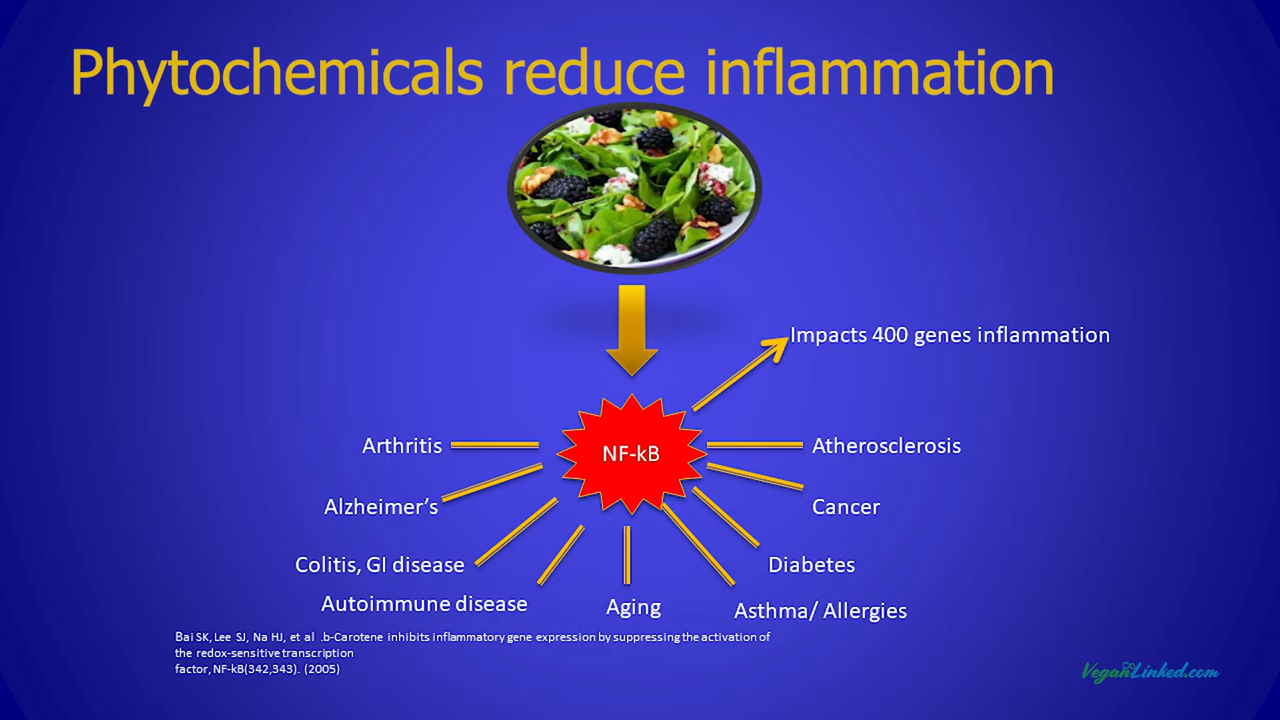 Phytochemicals reduce inflammation
Impacts 400 genes inflammation
NF-kB
Arthritis
Atherosclerosis
Alzheimer’s
Cancer
Colitis, GI disease
Diabetes
Autoimmune disease
Aging
Asthma/ Allergies
Bai SK, Lee SJ, Na HJ, et al .b-Carotene inhibits inflammatory gene expression by suppressing the activation of
the redox-sensitive transcription
factor, NF-kB(342,343). (2005)
VeganLinked.com